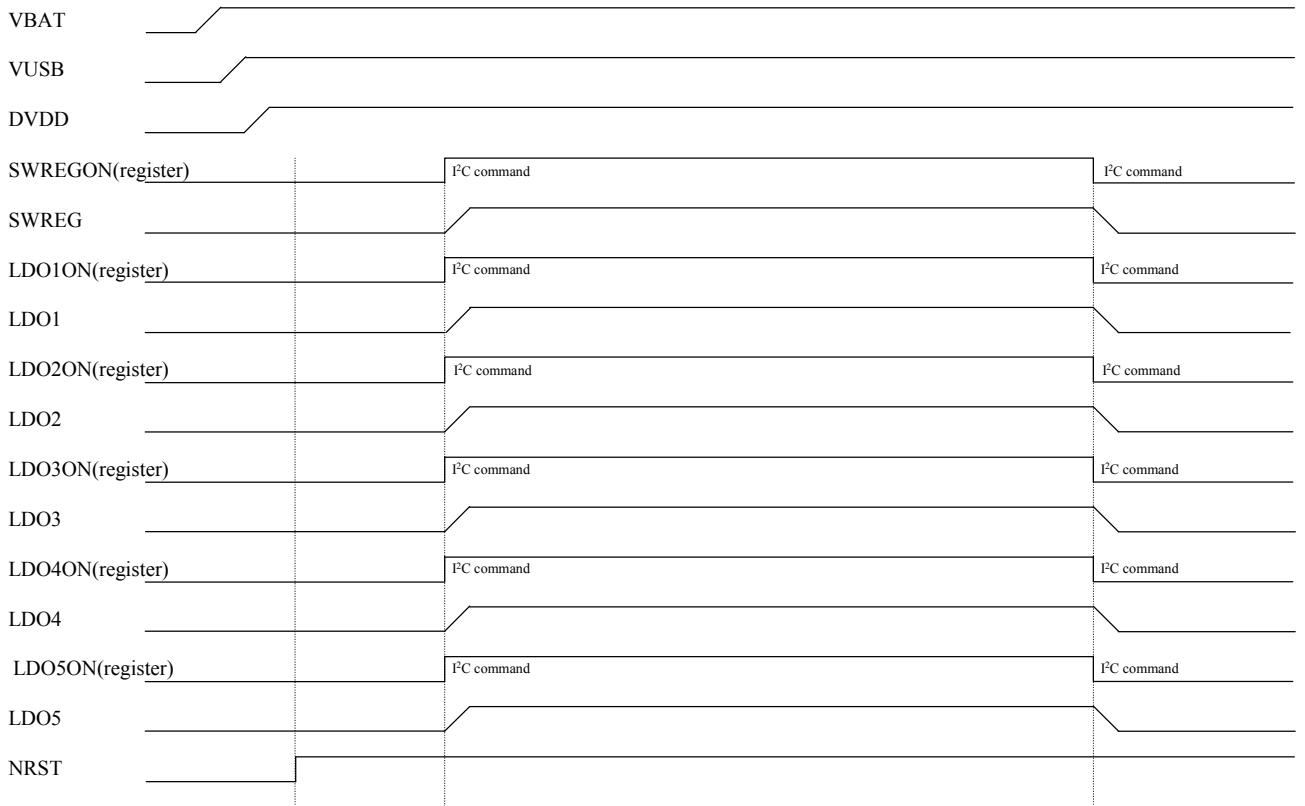 VBAT
VUSB
DVDD
SWREGON(register) I²C command I²C command
SWREG
LDO1ON(register) I²C command I²C command
LDO1
LDO2ON(register) I²C command I²C command
LDO2
LDO3ON(register) I²C command I²C command
LDO3
LDO4ON(register) I²C command I²C command
LDO4
LDO5ON(register) I²C command I²C command
LDO5
NRST